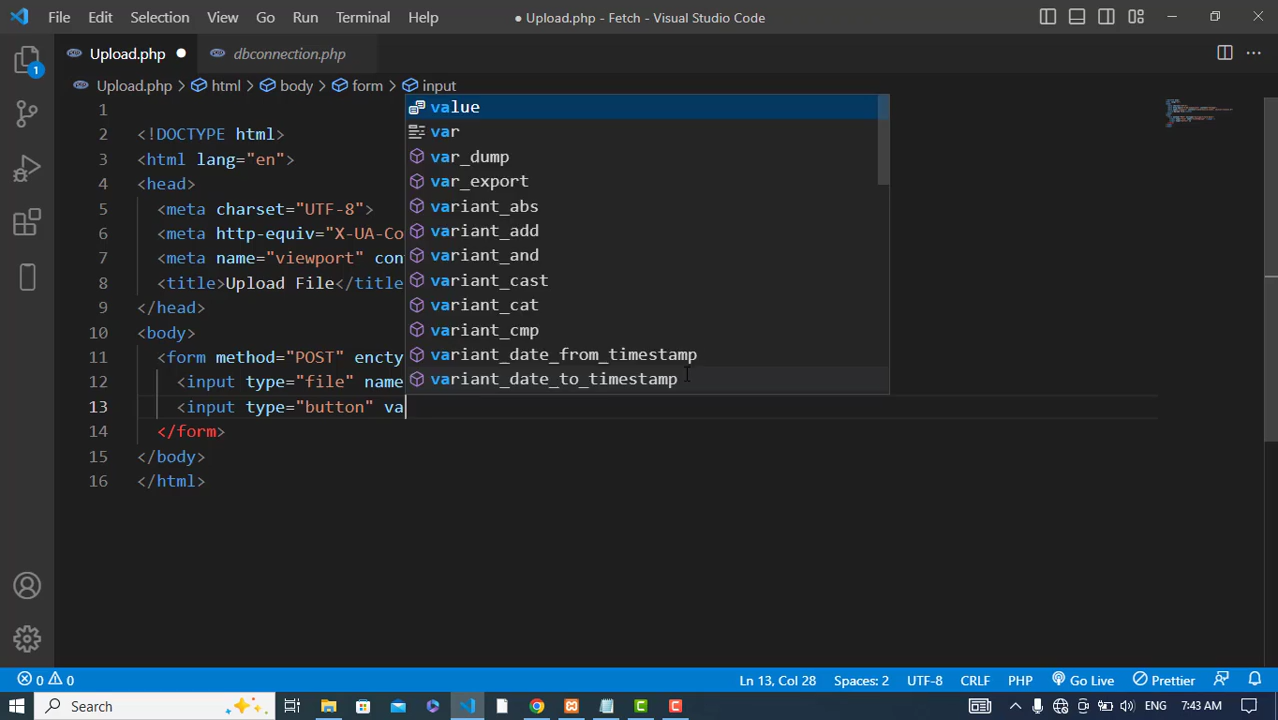 File Edit Selection View Go Run Terminal Help ● Upload.php - Fetch - Visual Studio Code
Upload.php ● dbconnection.php
Upload.php > html > body > form > input
1
2 <!DOCTYPE html>
3 <html lang="en">
4 <head>
5 <meta charset="UTF-8">
6 <meta http-equiv="X-UA-Co
7 <meta name="viewport" con
8 <title>Upload File</title
9 </head>
10 <body>
11 <form method="POST" encty
12 <input type="file" name
13 <input type="button" va
14 </form>
15 </body>
16 </html>
value
var
var_dump
var_export
variant_abs
variant_add
variant_and
variant_cast
variant_cat
variant_cmp
variant_date_from_timestamp
variant_date_to_timestamp
1
0 0 Ln 13, Col 28 Spaces: 2 UTF-8 CRLF PHP Go Live Prettier
Search ENG 7:43 AM